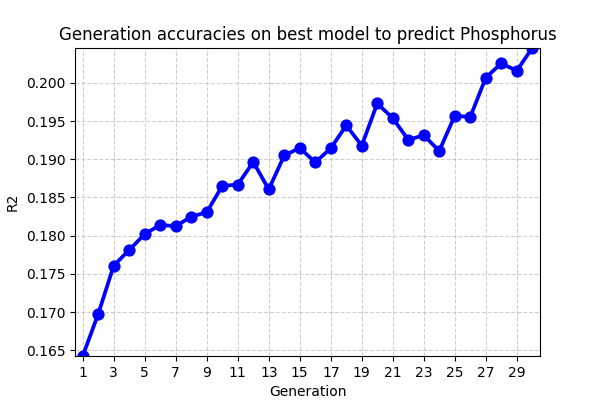 Generation accuracies on best model to predict Phosphorus
0.200
0.195
0.190
0.185
0.180
0.175
0.170
0.165
R2
1 3 5 7 9 11 13 15 17 19 21 23 25 27 29
Generation